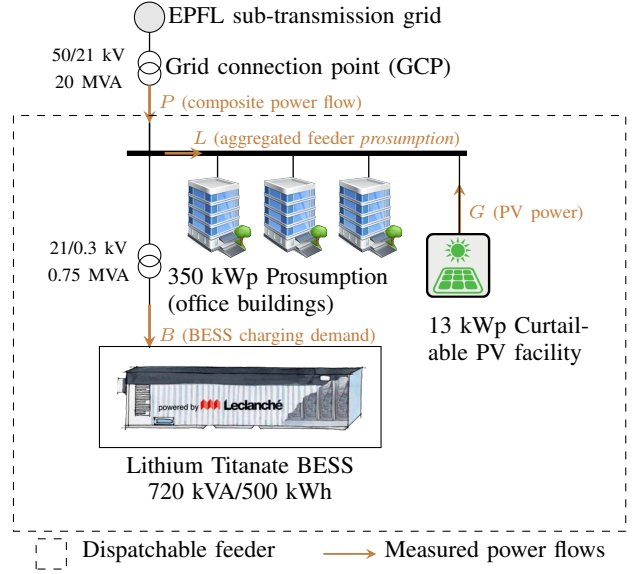 EPFL sub-transmission grid
50/21 kV
20 MVA
Grid connection point (GCP)
P (composite power flow)
L (aggregated feeder prosumption)
G (PV power)
21/0.3 kV
0.75 MVA
350 kWp Prosumption
(office buildings)
13 kWp Curtail-
able PV facility
B (BESS charging demand)
powered by Leclanché
Lithium Titanate BESS
720 kVA/500 kWh
Dispatchable feeder
Measured power flows